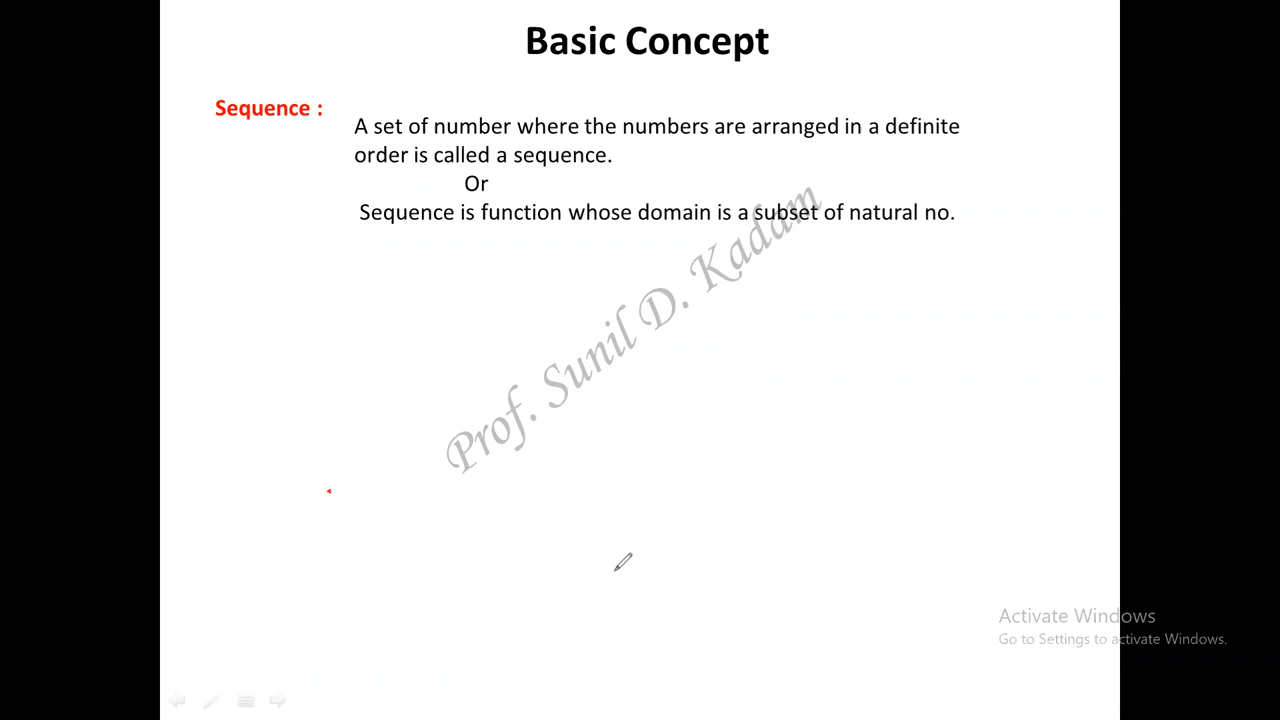 Basic Concept
Sequence :
A set of number where the numbers are arranged in a definite
order is called a sequence.
Or
Sequence is function whose domain is a subset of natural no.
Prof. Sunil D. Kadam
Activate Windows
Go to Settings to activate Windows.